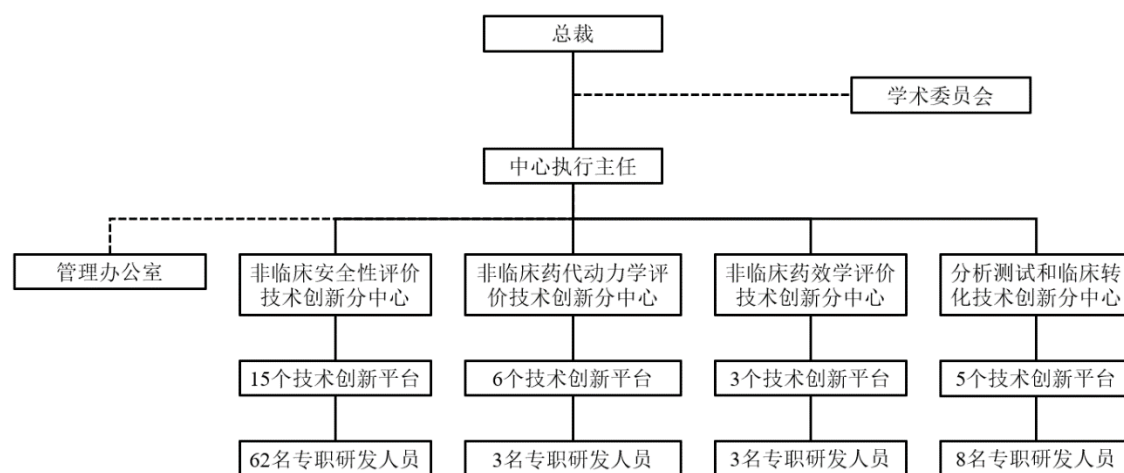 总裁
学术委员会
中心执行主任
管理办公室
非临床安全性评价
技术创新分中心
非临床药代动力学评
价技术创新分中心
非临床药效学评价
技术创新分中心
分析测试和临床转
化技术创新分中心
15个技术创新平台
6个技术创新平台
3个技术创新平台
5个技术创新平台
62名专职研发人员
3名专职研发人员
3名专职研发人员
8名专职研发人员